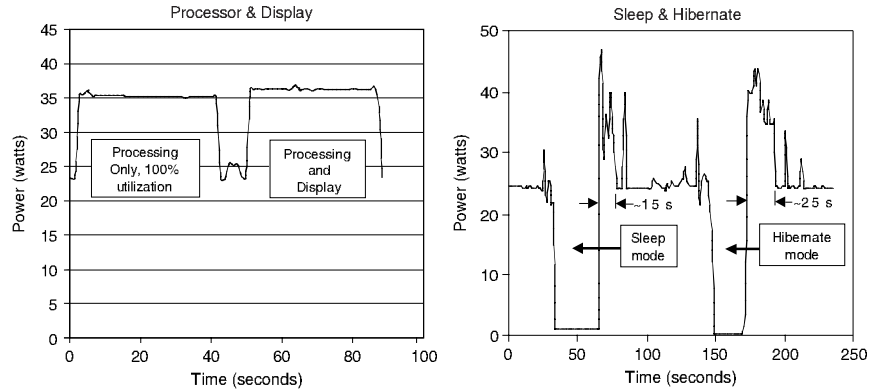 Processor & Display
45
40
35
30
25
20
15
10
5
0
Power (watts)
Processing
Only, 100%
utilization
Processing
and
Display
0
20
40
60
80
100
Time (seconds)
Sleep & Hibernate
50
40
30
20
10
0
Power (watts)
~15 s
~25 s
Sleep
mode
Hibernate
mode
0
50
100
150
200
250
Time (seconds)